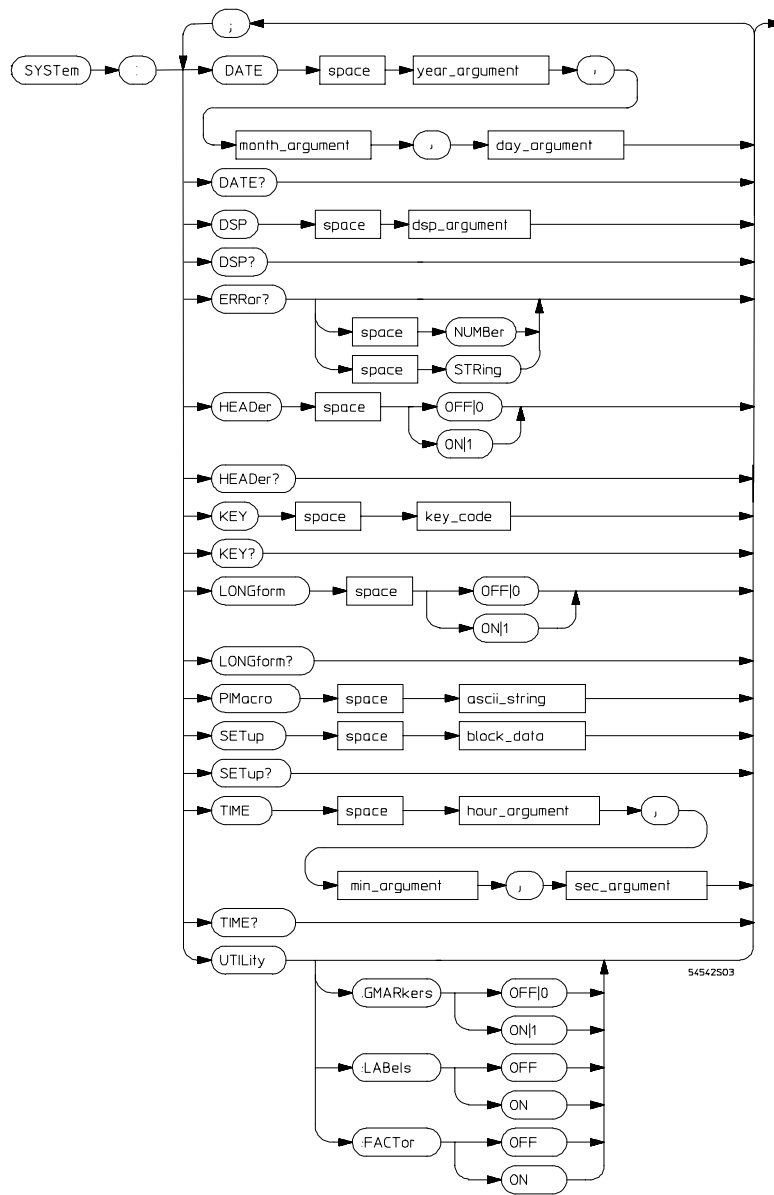 ;
SYSTem : DATE space year_argument ,
month_argument , day_argument
DATE?
DSP space dsp_argument
DSP?
ERRor?
space NUMBer
space STRing
HEADer space OFF|0
ON|1
HEADer?
KEY space key_code
KEY?
LONGform space OFF|0
ON|1
LONGform?
PIMacro space ascii_string
SETup space block_data
SETup?
TIME space hour_argument ,
min_argument , sec_argument
TIME?
UTILity
54542S03
:GMARkers OFF|0
ON|1
:LABels OFF
ON
:FACTor OFF
ON